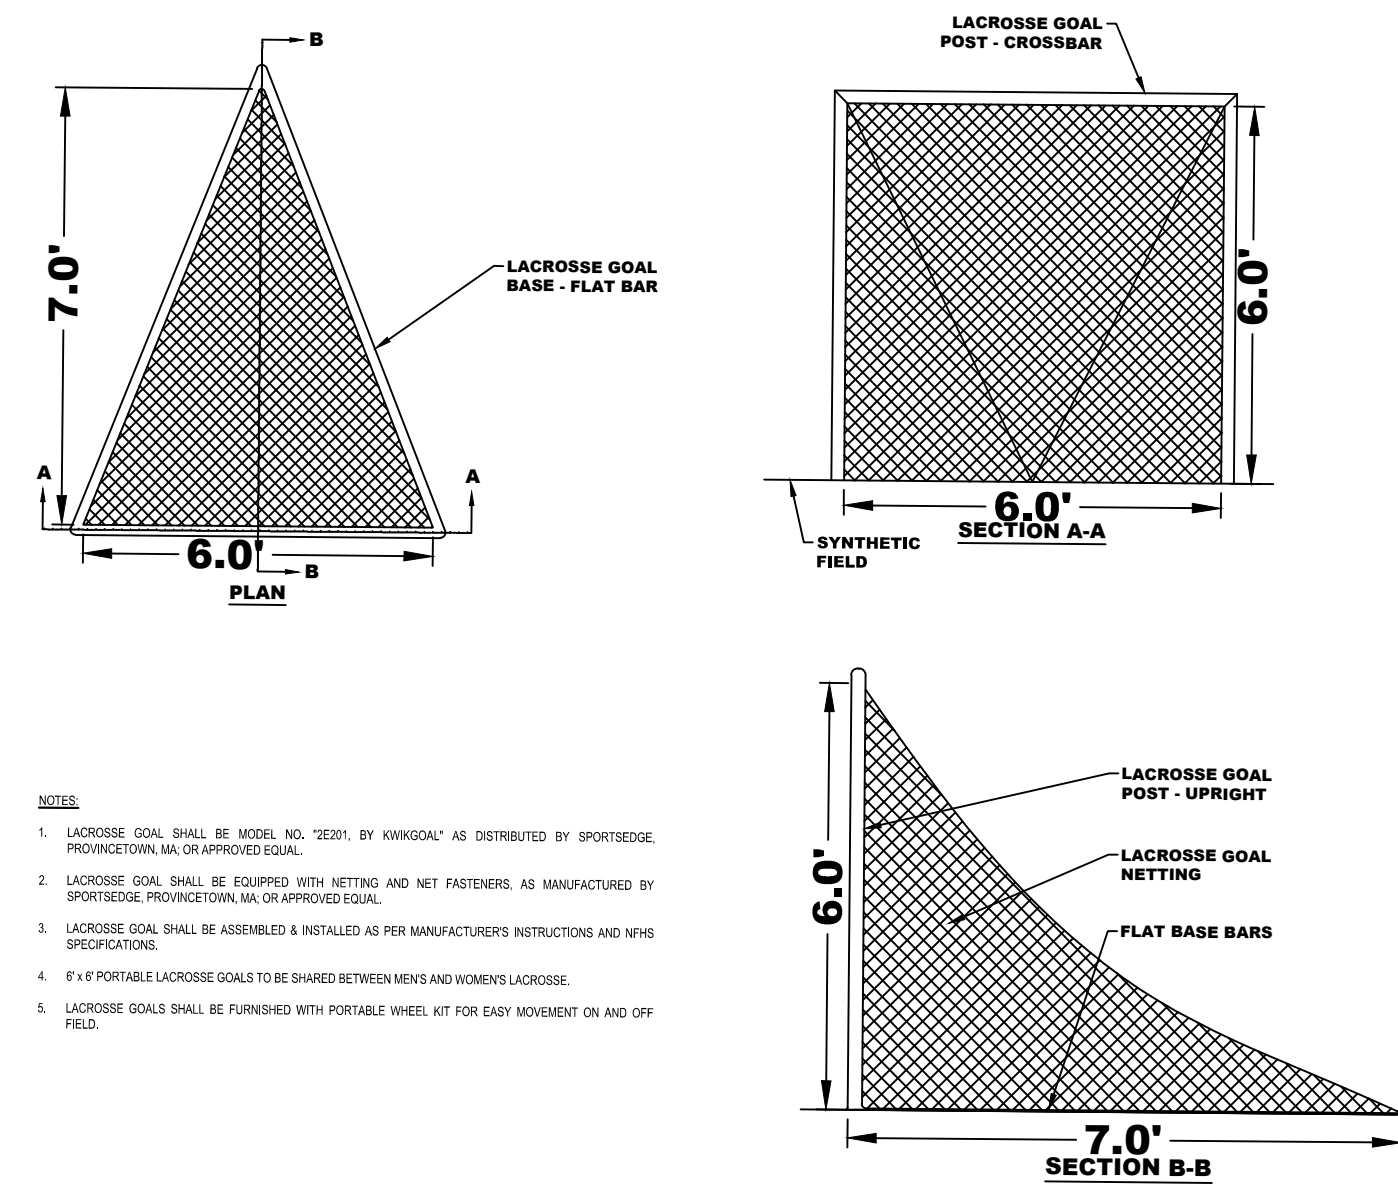 B
7.0'
LACROSSE GOAL
BASE - FLAT BAR
A
A
6.0'
B
PLAN
LACROSSE GOAL
POST - CROSSBAR
6.0'
6.0'
SECTION A-A
SYNTHETIC
FIELD
NOTES:
1. LACROSSE GOAL SHALL BE MODEL NO. "2E201, BY KWIKGOAL" AS DISTRIBUTED BY SPORTSEDGE,
PROVINCETOWN, MA; OR APPROVED EQUAL.
2. LACROSSE GOAL SHALL BE EQUIPPED WITH NETTING AND NET FASTENERS, AS MANUFACTURED BY
SPORTSEDGE, PROVINCETOWN, MA; OR APPROVED EQUAL.
3. LACROSSE GOAL SHALL BE ASSEMBLED & INSTALLED AS PER MANUFACTURER'S INSTRUCTIONS AND NFHS
SPECIFICATIONS.
4. 6' x 6' PORTABLE LACROSSE GOALS TO BE SHARED BETWEEN MEN'S AND WOMEN'S LACROSSE.
5. LACROSSE GOALS SHALL BE FURNISHED WITH PORTABLE WHEEL KIT FOR EASY MOVEMENT ON AND OFF
FIELD.
6.0'
LACROSSE GOAL
POST - UPRIGHT
LACROSSE GOAL
NETTING
FLAT BASE BARS
7.0'
SECTION B-B